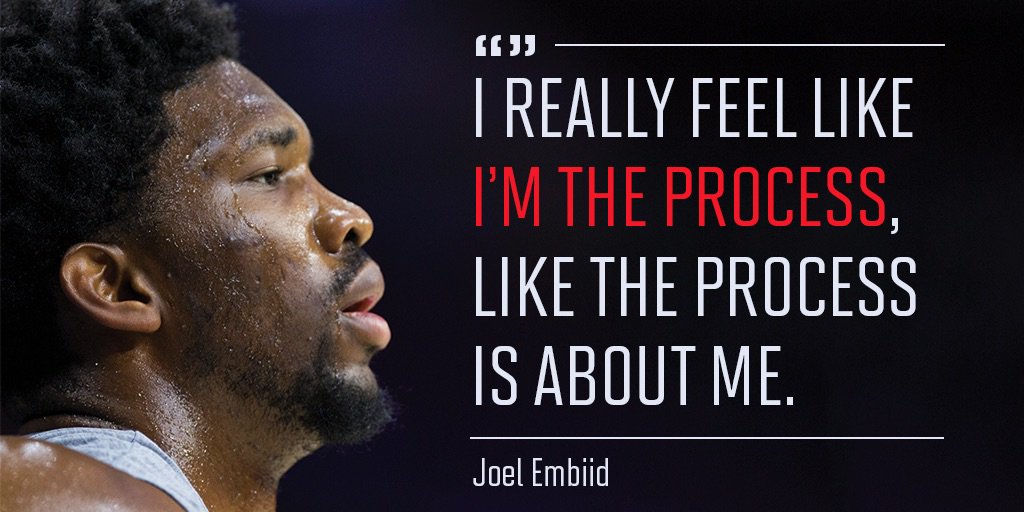 “”
I REALLY FEEL LIKE
I’M THE PROCESS,
LIKE THE PROCESS
IS ABOUT ME.
Joel Embiid